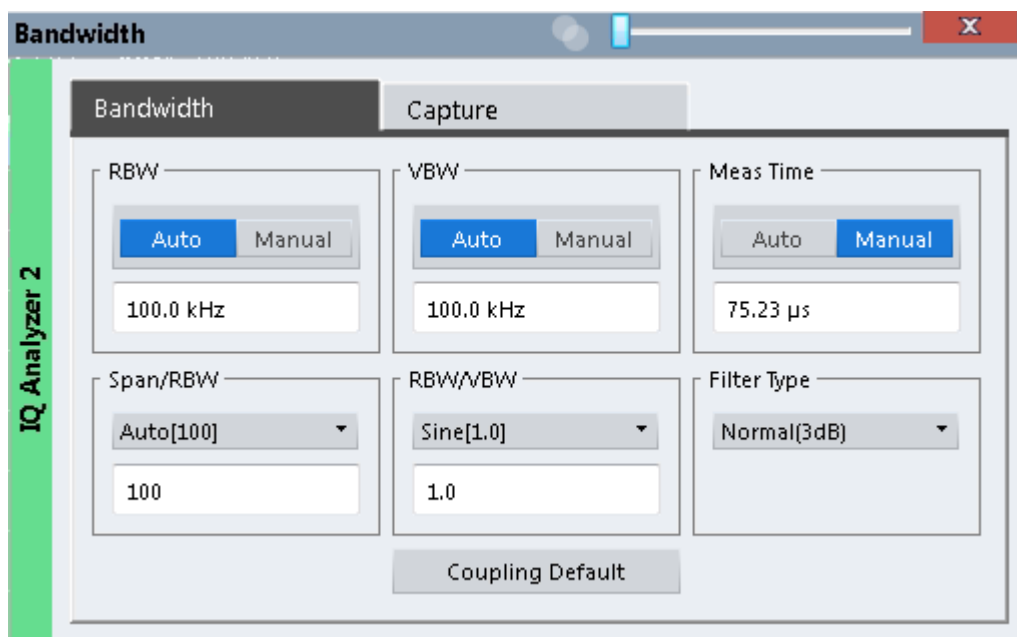 Bandwidth
X
IQ Analyzer 2
Bandwidth Capture
RBW VBW Meas Time
Auto Manual Auto Manual Auto Manual
100.0 kHz 100.0 kHz 75.23 µs
Span/RBW RBW/VBW Filter Type
Auto[100] Sine[1.0] Normal(3dB)
100 1.0
Coupling Default